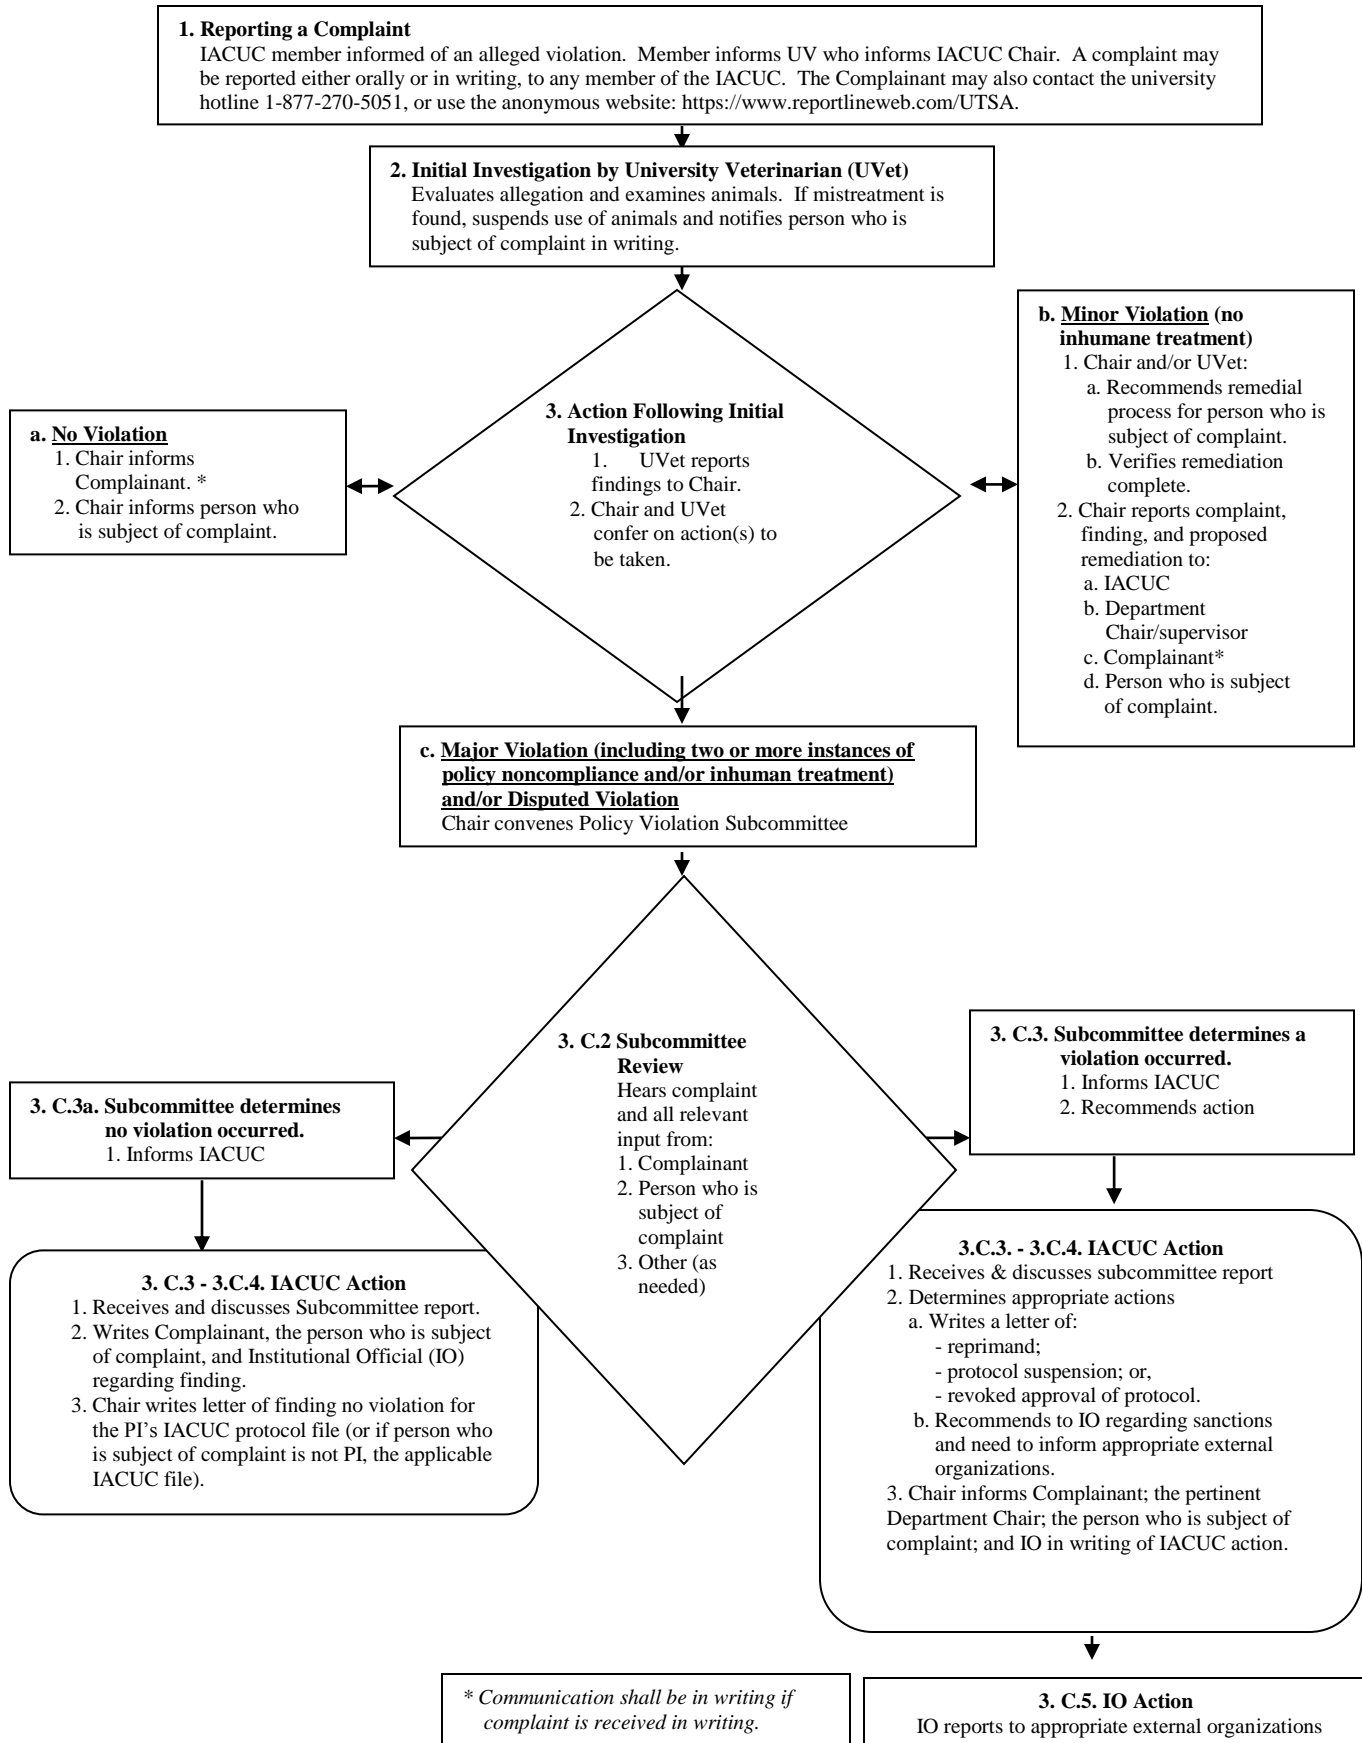 1. Reporting a Complaint
IACUC member informed of an alleged violation. Member informs UV who informs IACUC Chair. A complaint may
be reported either orally or in writing, to any member of the IACUC. The Complainant may also contact the university
hotline 1-877-270-5051, or use the anonymous website: https://www.reportlineweb.com/UTSA.
2. Initial Investigation by University Veterinarian (UVet)
Evaluates allegation and examines animals. If mistreatment is
found, suspends use of animals and notifies person who is
subject of complaint in writing.
a. No Violation
1. Chair informs
Complainant. *
2. Chair informs person who
is subject of complaint.
3. Action Following Initial
Investigation
1. UVet reports
findings to Chair.
2. Chair and UVet
confer on action(s) to
be taken.
b. Minor Violation (no
inhumane treatment)
1. Chair and/or UVet:
a. Recommends remedial
process for person who is
subject of complaint.
b. Verifies remediation
complete.
2. Chair reports complaint,
finding, and proposed
remediation to:
a. IACUC
b. Department
Chair/supervisor
c. Complainant*
d. Person who is subject
of complaint.
c. Major Violation (including two or more instances of
policy noncompliance and/or inhuman treatment)
and/or Disputed Violation
Chair convenes Policy Violation Subcommittee
3. C.2 Subcommittee
Review
Hears complaint
and all relevant
input from:
1. Complainant
2. Person who is
subject of
complaint
3. Other (as
needed)
3. C.3a. Subcommittee determines
no violation occurred.
1. Informs IACUC
3. C.3. Subcommittee determines a
violation occurred.
1. Informs IACUC
2. Recommends action
3. C.3 - 3.C.4. IACUC Action
1. Receives and discusses Subcommittee report.
2. Writes Complainant, the person who is subject
of complaint, and Institutional Official (IO)
regarding finding.
3. Chair writes letter of finding no violation for
the PI's IACUC protocol file (or if person who
is subject of complaint is not PI, the applicable
IACUC file).
3.C.3. - 3.C.4. IACUC Action
1. Receives & discusses subcommittee report
2. Determines appropriate actions
a. Writes a letter of:
- reprimand;
- protocol suspension; or,
- revoked approval of protocol.
b. Recommends to IO regarding sanctions
and need to inform appropriate external
organizations.
3. Chair informs Complainant; the pertinent
Department Chair; the person who is subject of
complaint; and IO in writing of IACUC action.
* Communication shall be in writing if
complaint is received in writing.
3. C.5. IO Action
IO reports to appropriate external organizations